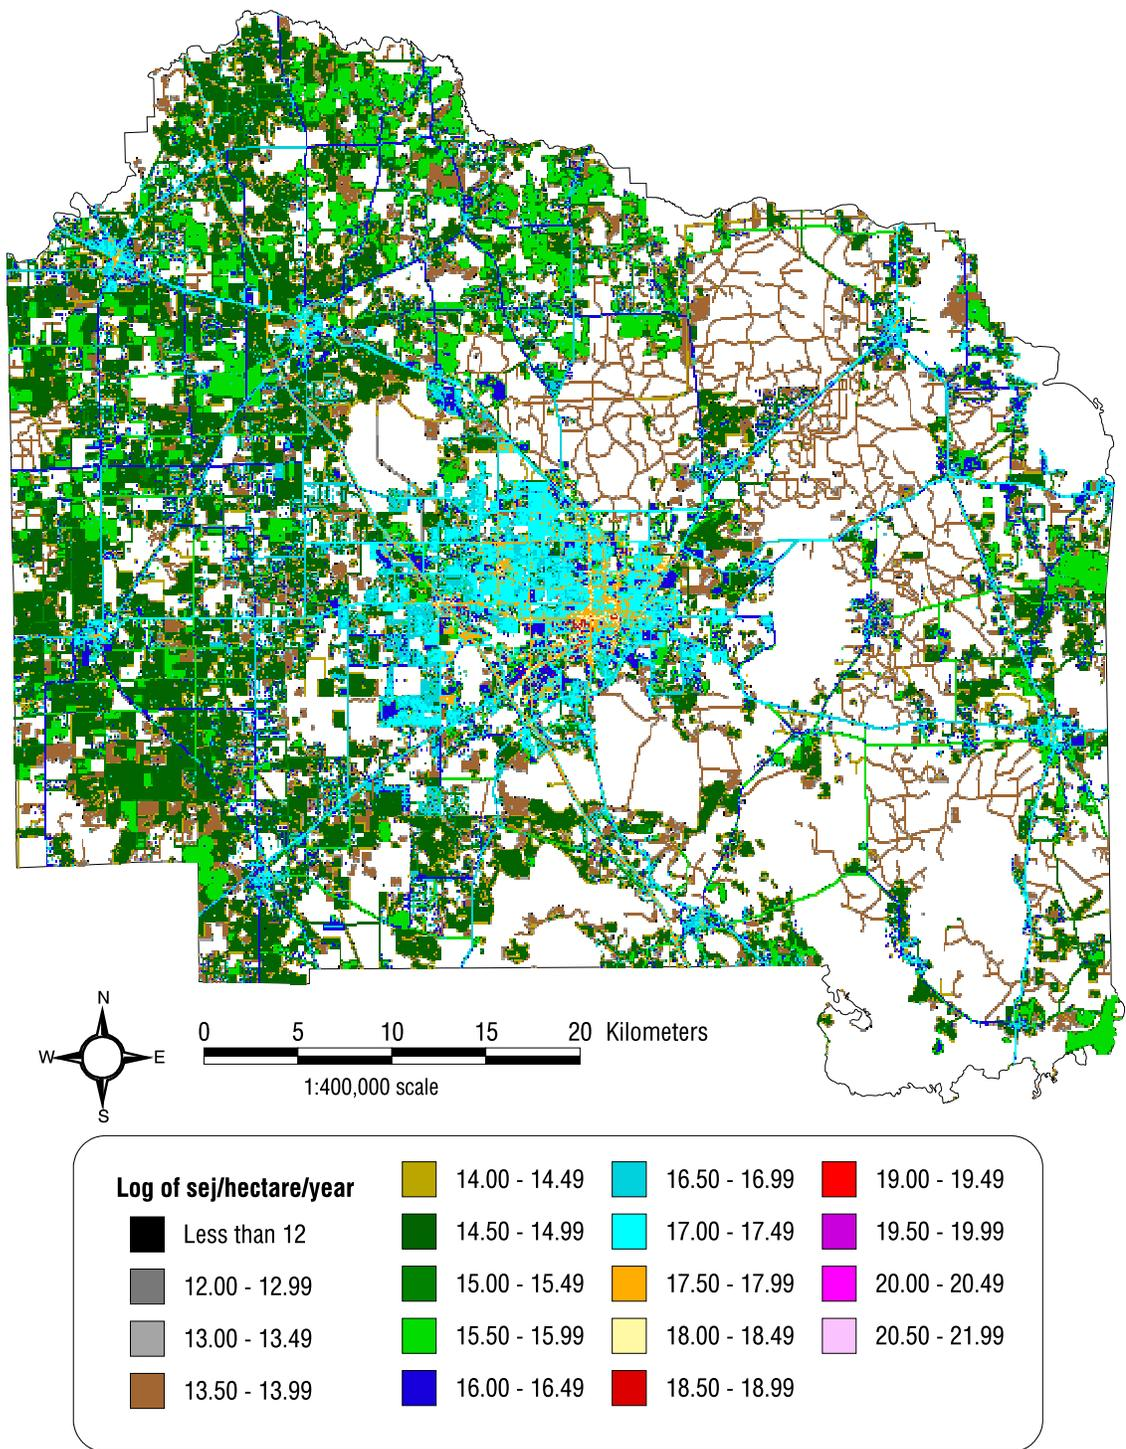 N
W
E
S
0 5 10 15 20 Kilometers
1:400,000 scale
Log of sej/hectare/year
Less than 12
12.00 - 12.99
13.00 - 13.49
13.50 - 13.99
14.00 - 14.49
14.50 - 14.99
15.00 - 15.49
15.50 - 15.99
16.00 - 16.49
16.50 - 16.99
17.00 - 17.49
17.50 - 17.99
18.00 - 18.49
18.50 - 18.99
19.00 - 19.49
19.50 - 19.99
20.00 - 20.49
20.50 - 21.99